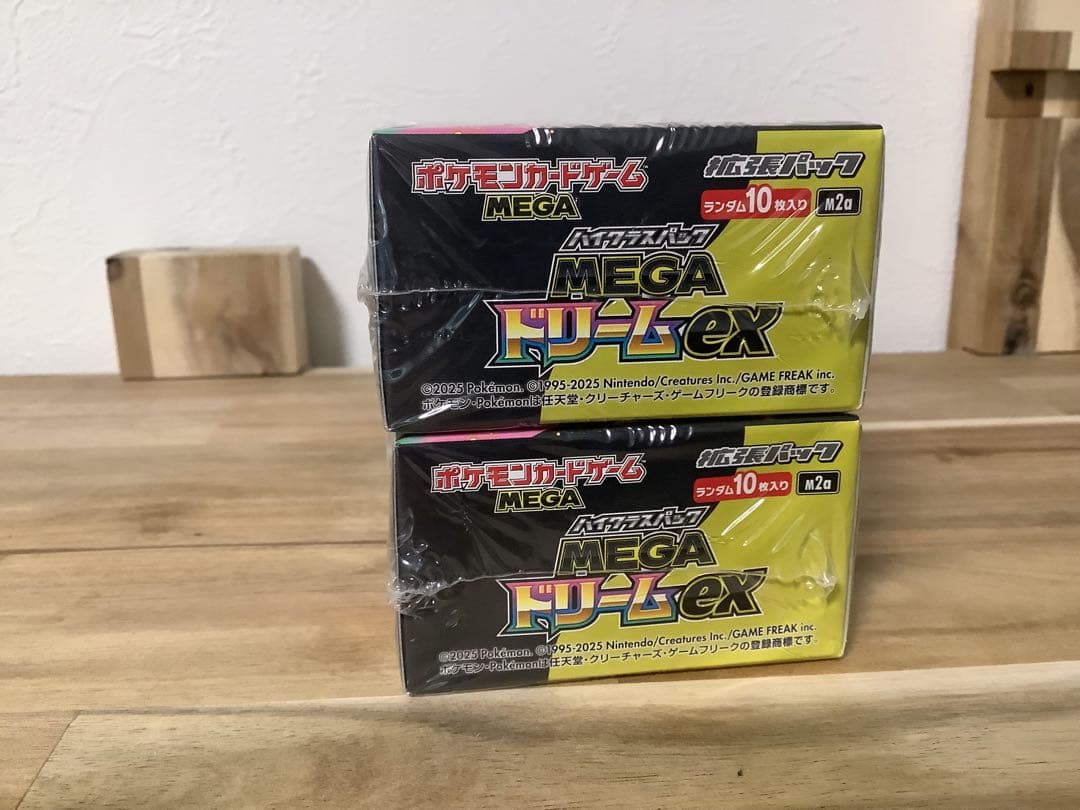 ポケモンカードゲーム
MEGA
拡張パック
ランダム10枚入り M2a
ハイクラスパック
MEGA
ドリームex
©2025 Pokémon. ©1995-2025 Nintendo/Creatures Inc./GAME FREAK inc.
ポケモン・Pokémonは任天堂・クリーチャーズ・ゲームフリークの登録商標です。
ポケモンカードゲーム
MEGA
拡張パック
ランダム10枚入り M2a
ハイクラスパック
MEGA
ドリームex
©2025 Pokémon. ©1995-2025 Nintendo/Creatures Inc./GAME FREAK inc.
ポケモン・Pokémonは任天堂・クリーチャーズ・ゲームフリークの登録商標です。